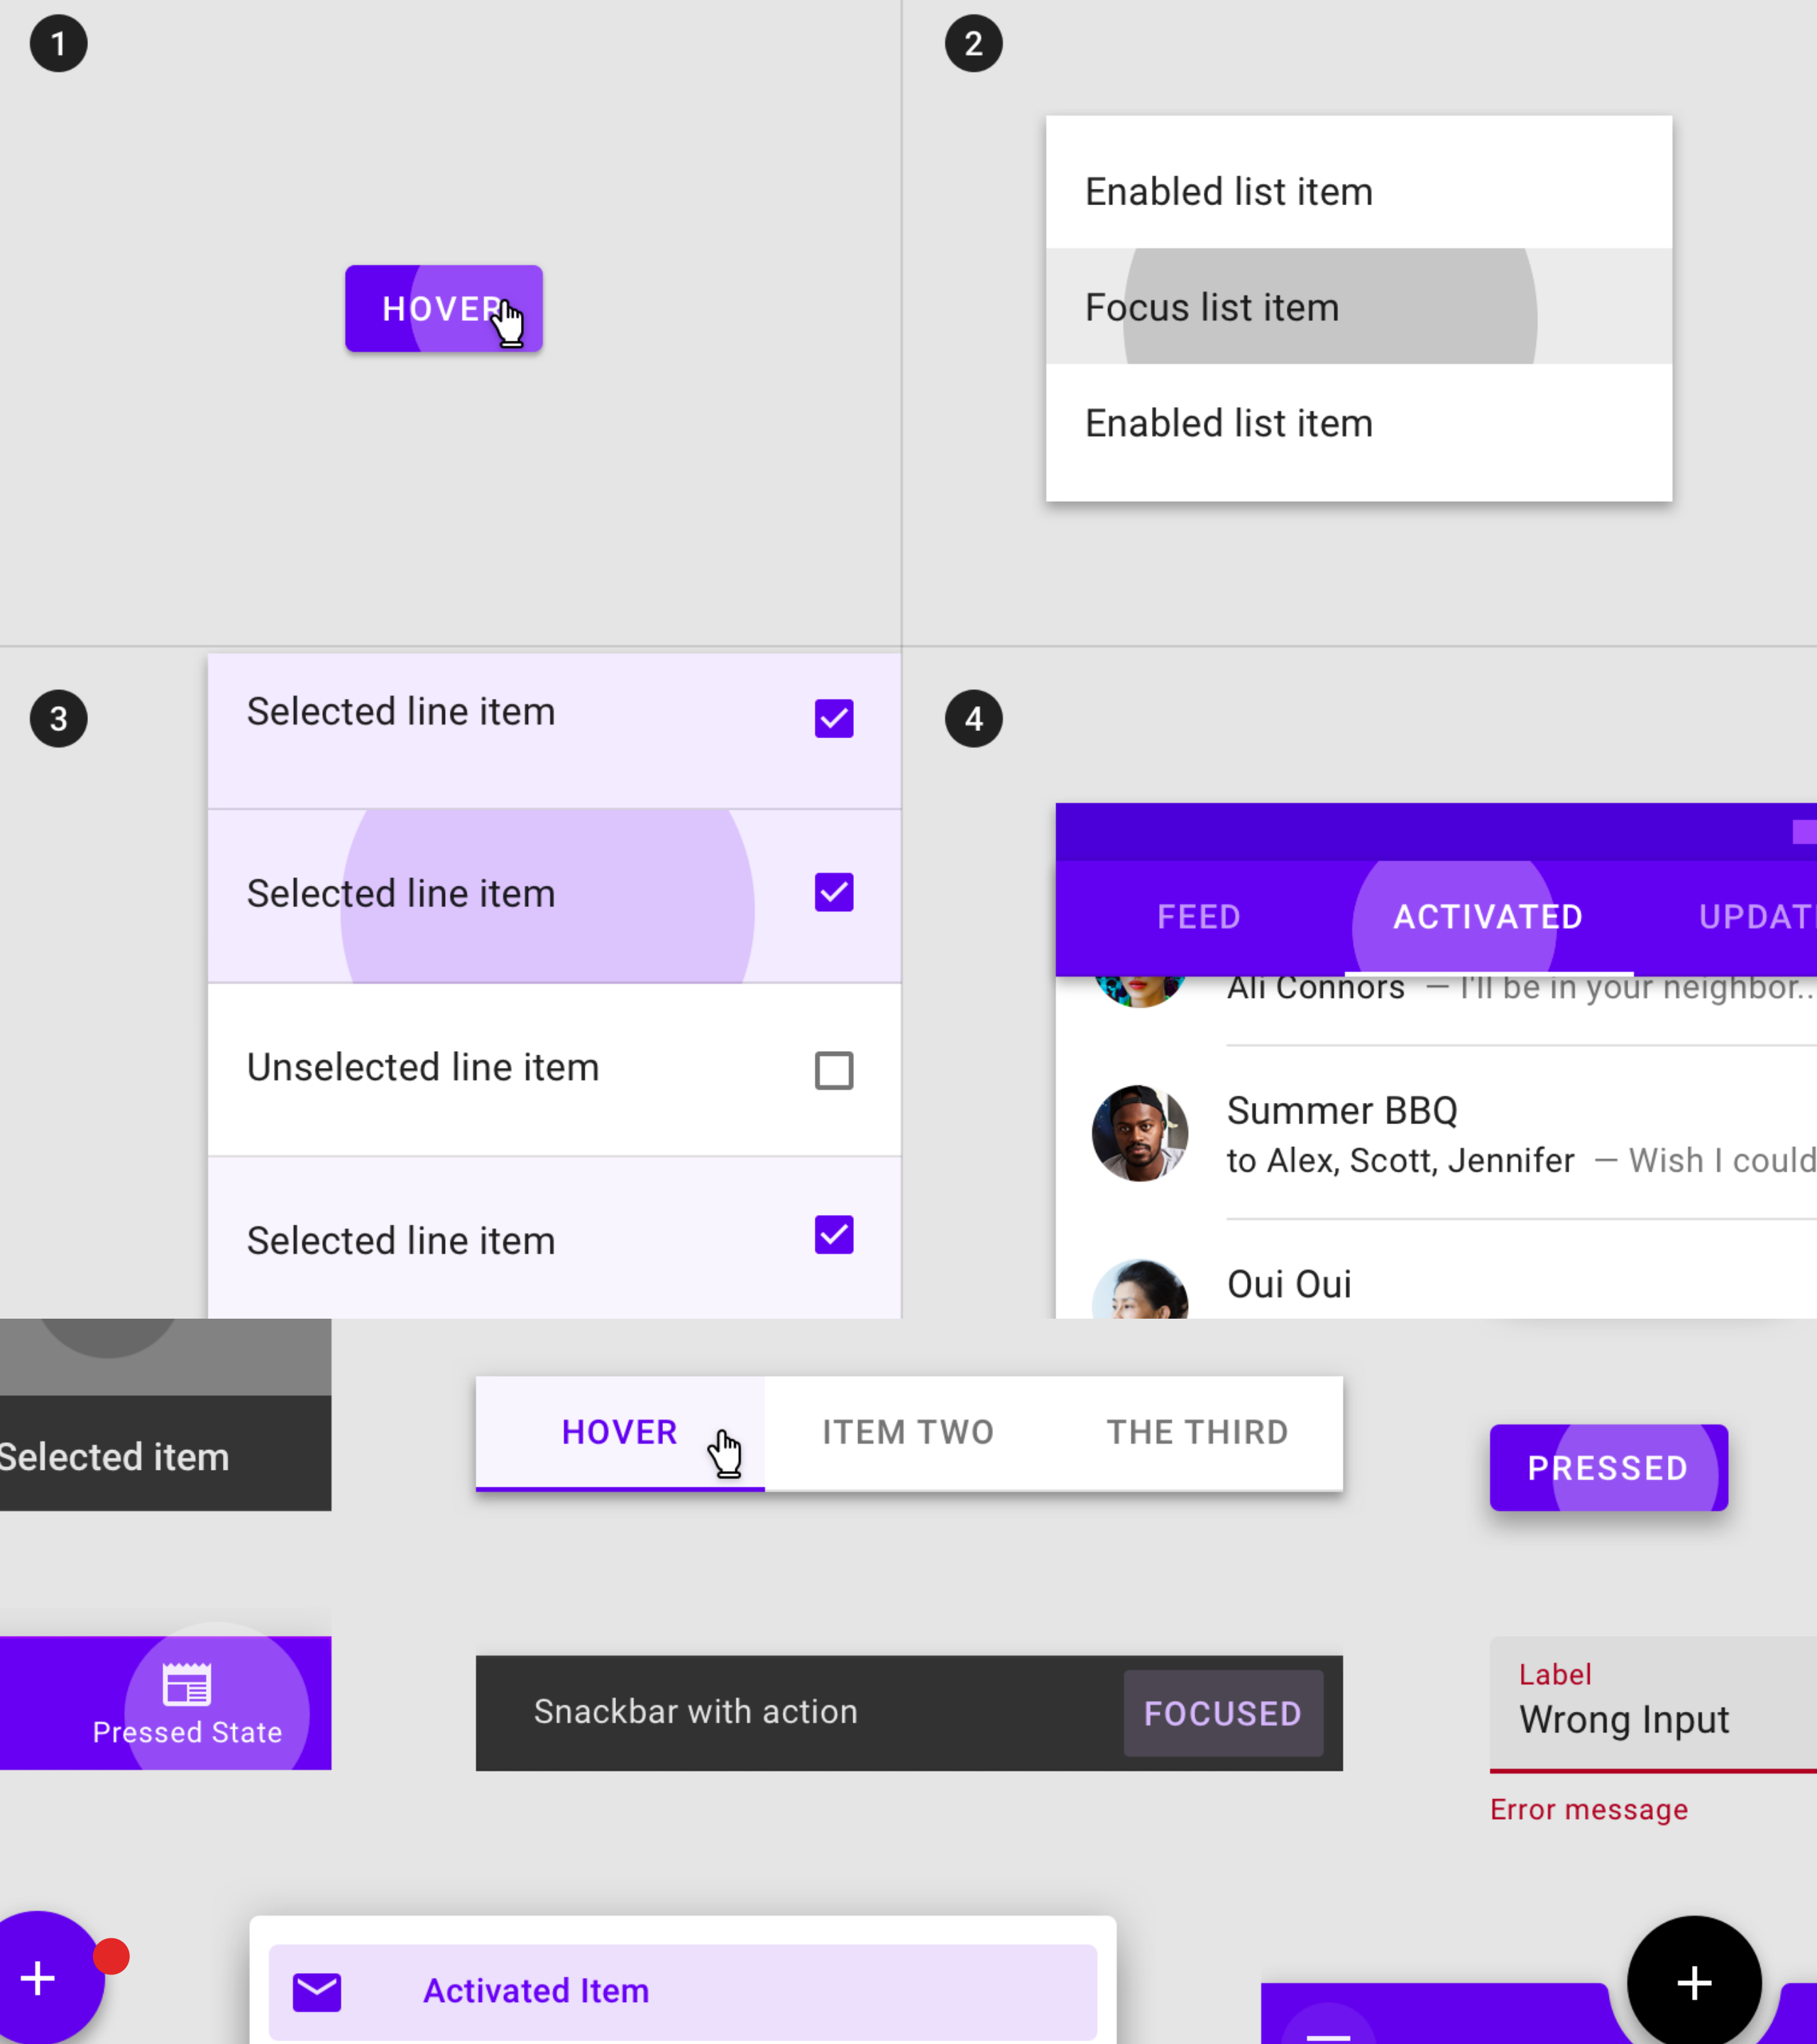 1
2
HOVER
Enabled list item
Focus list item
Enabled list item
3
Selected line item
Selected line item
Unselected line item
Selected line item
4
FEED ACTIVATED UPDAT
Ali Connors — I'll be in your neighbor..
Summer BBQ
to Alex, Scott, Jennifer — Wish I could
Oui Oui
Selected item
HOVER ITEM TWO THE THIRD
PRESSED
Pressed State
Snackbar with action FOCUSED
Label
Wrong Input
Error message
Activated Item